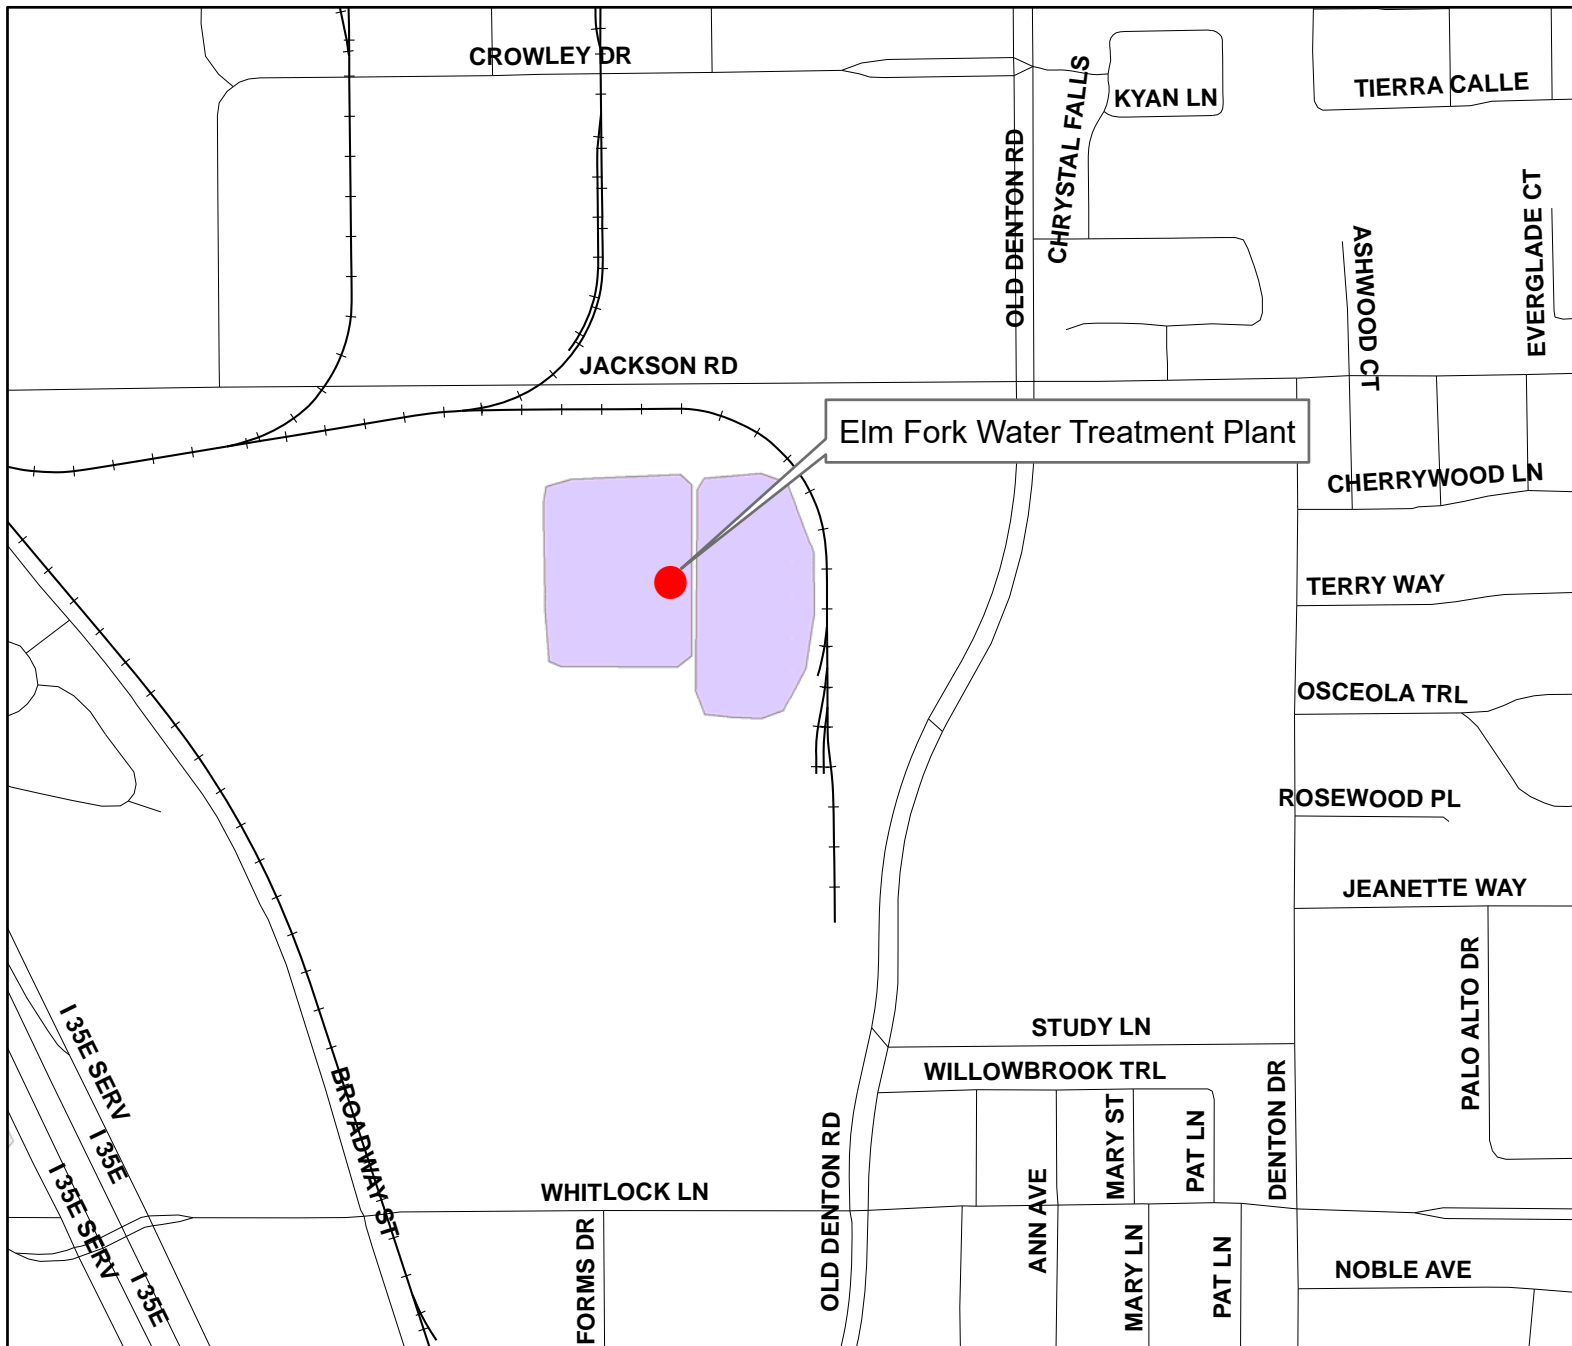 CROWLEY DR
CHRYSTAL FALLS
KYAN LN
TIERRA CALLE
OLD DENTON RD
EVERGLADE CT
ASHWOOD CT
JACKSON RD
Elm Fork Water Treatment Plant
CHERRYWOOD LN
TERRY WAY
OSCEOLA TRL
ROSEWOOD PL
JEANETTE WAY
PALO ALTO DR
I 35E SERV
STUDY LN
WILLOWBROOK TRL
BROADWAY ST
DENTON DR
MARY ST
PAT LN
OLD DENTON RD
I 35E
I 35E SERV
WHITLOCK LN
ANN AVE
FORMS DR
MARY LN
PAT LN
NOBLE AVE
I 35E